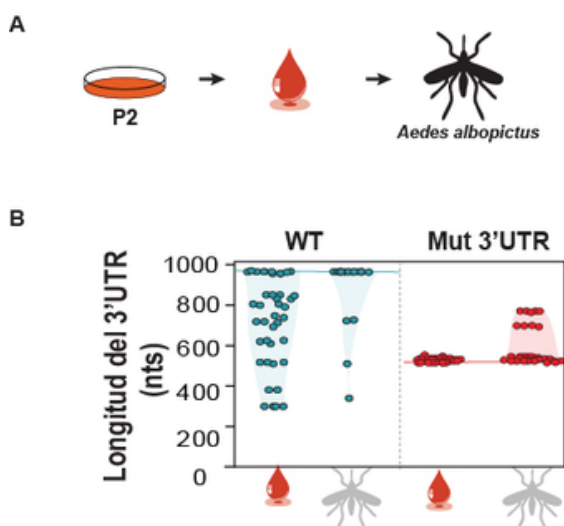 A
P2
Aedes albopictus
B
WT
Mut 3'UTR
Longitud del 3'UTR
(nts)
1000
800
600
400
200
0